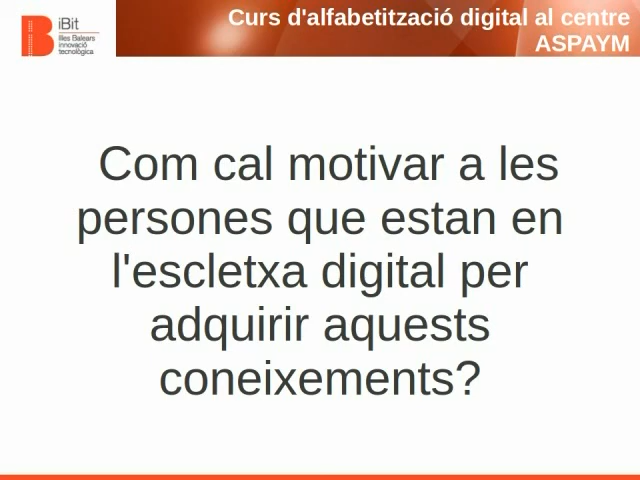 iBit
Illes Balears
innovació
tecnològica
Curs d'alfabetització digital al centre
ASPAYM
Com cal motivar a les
persones que estan en
l'escletxa digital per
adquirir aquests
coneixements?